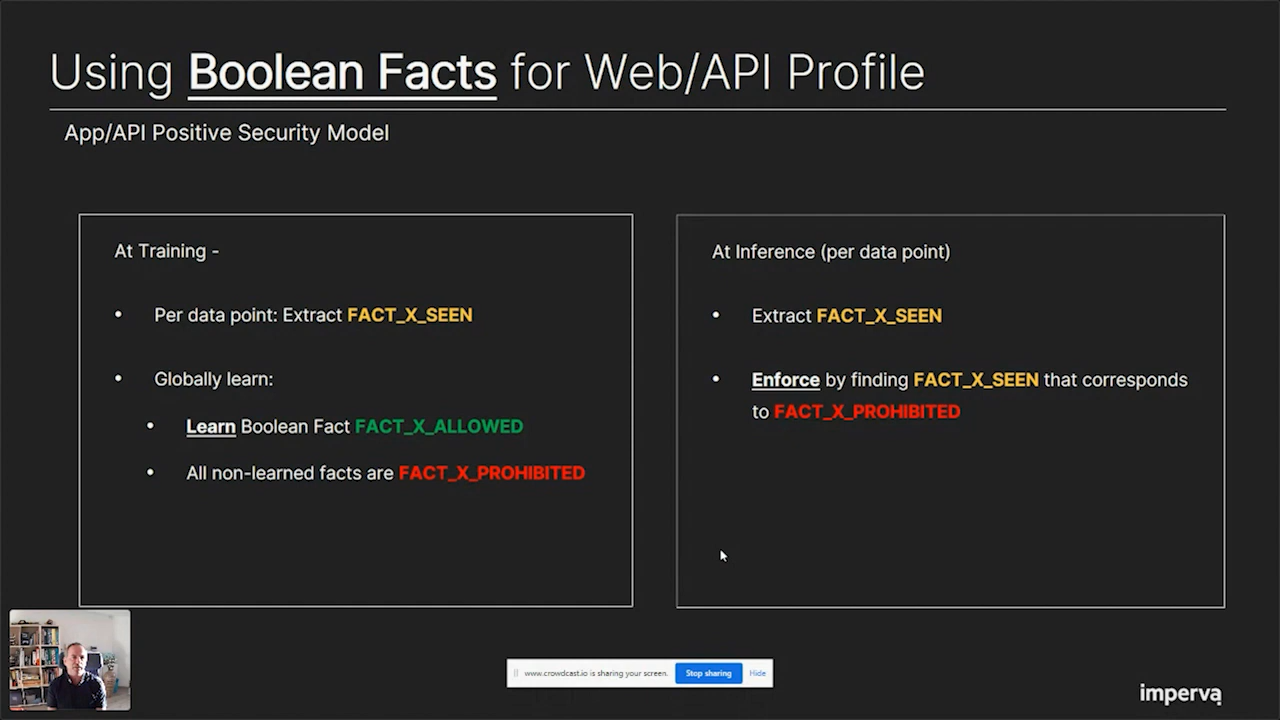 Using Boolean Facts for Web/API Profile
App/API Positive Security Model
At Training -
• Per data point: Extract FACT_X_SEEN
• Globally learn:
• Learn Boolean Fact FACT_X_ALLOWED
• All non-learned facts are FACT_X_PROHIBITED
At Inference (per data point)
• Extract FACT_X_SEEN
• Enforce by finding FACT_X_SEEN that corresponds
to FACT_X_PROHIBITED
www.crowdcast.io is sharing your screen. Stop sharing Hide
imperva